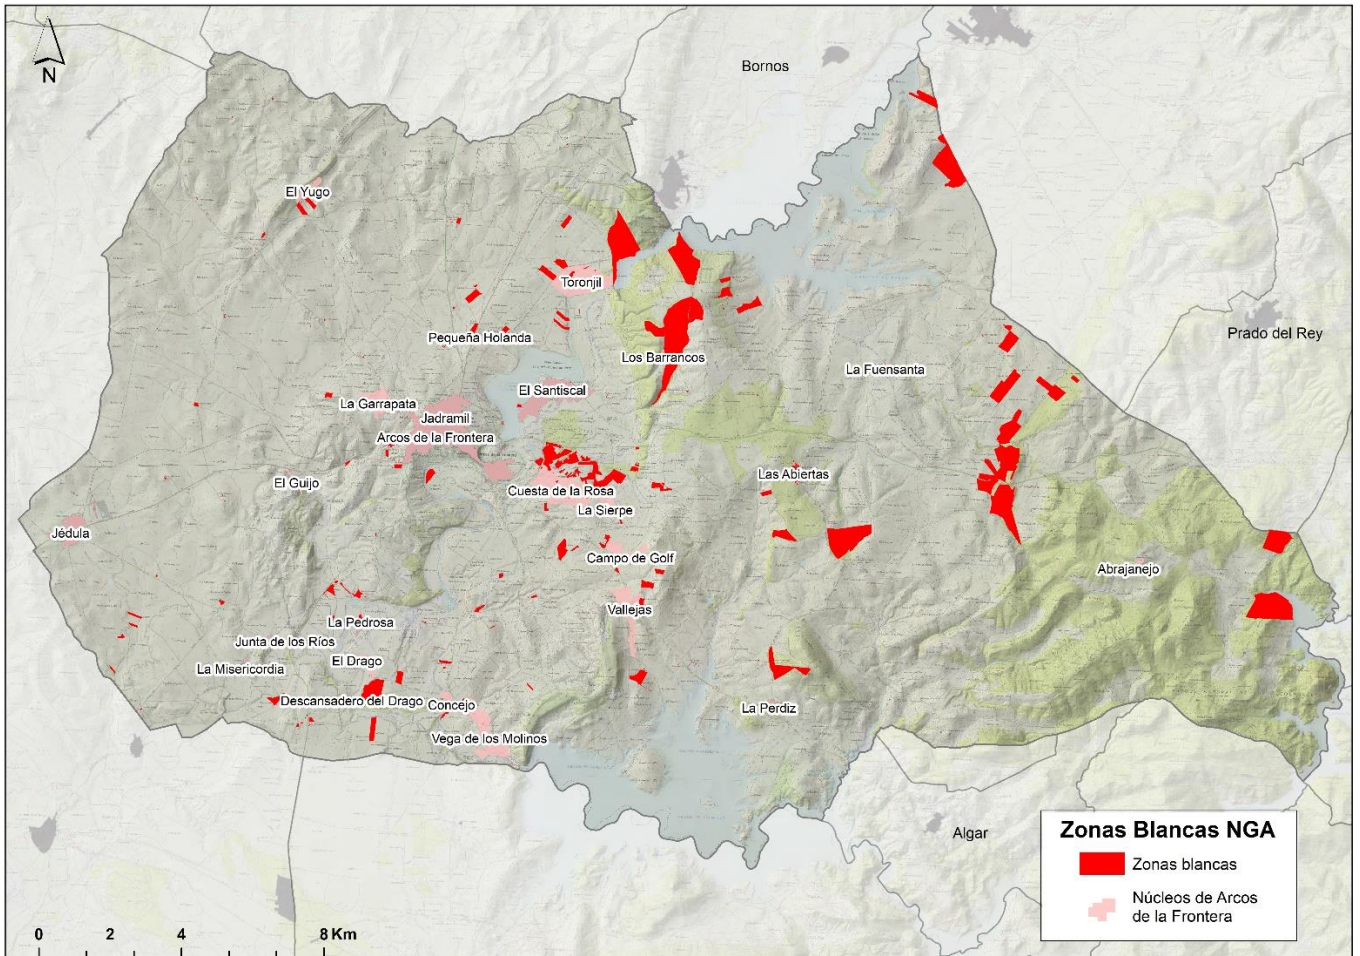 N
Bornos
El Yugo
Toronjil
Prado del Rey
Pequeña Holanda
Los Barrancos
La Fuensanta
El Santiscal
La Garrapata
Jadramil
Arcos de la Frontera
Las Abiertas
El Guijo
Cuesta de la Rosa
La Sierpe
Jédula
Campo de Golf
Abrajanejo
Vallejas
La Pedrosa
Junta de los Ríos
El Drago
La Misericordia
Descansadero del Drago
Concejo
La Perdiz
Vega de los Molinos
Algar
Zonas Blancas NGA
Zonas blancas
Núcleos de Arcos
de la Frontera
0 2 4 8 Km